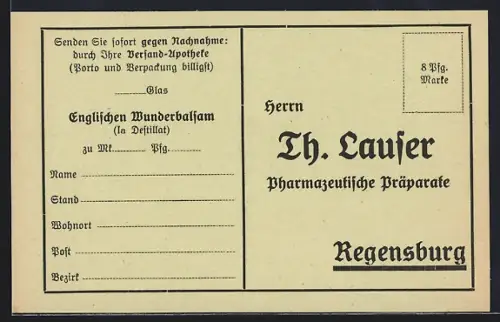 Senden Sie sofort gegen Nachnahme:
durch Ihre Versand-Apotheke
(Porto und Verpackung billigst)
Glas
Englischen Wunderbalsam
(Ia Destillat)
zu Mk. Pfg.
Name
Stand
Wohnort
Post
Bezirk
8 Pfg.
Marke
Herrn
Th. Lauser
Pharmazeutische Präparate
Regensburg